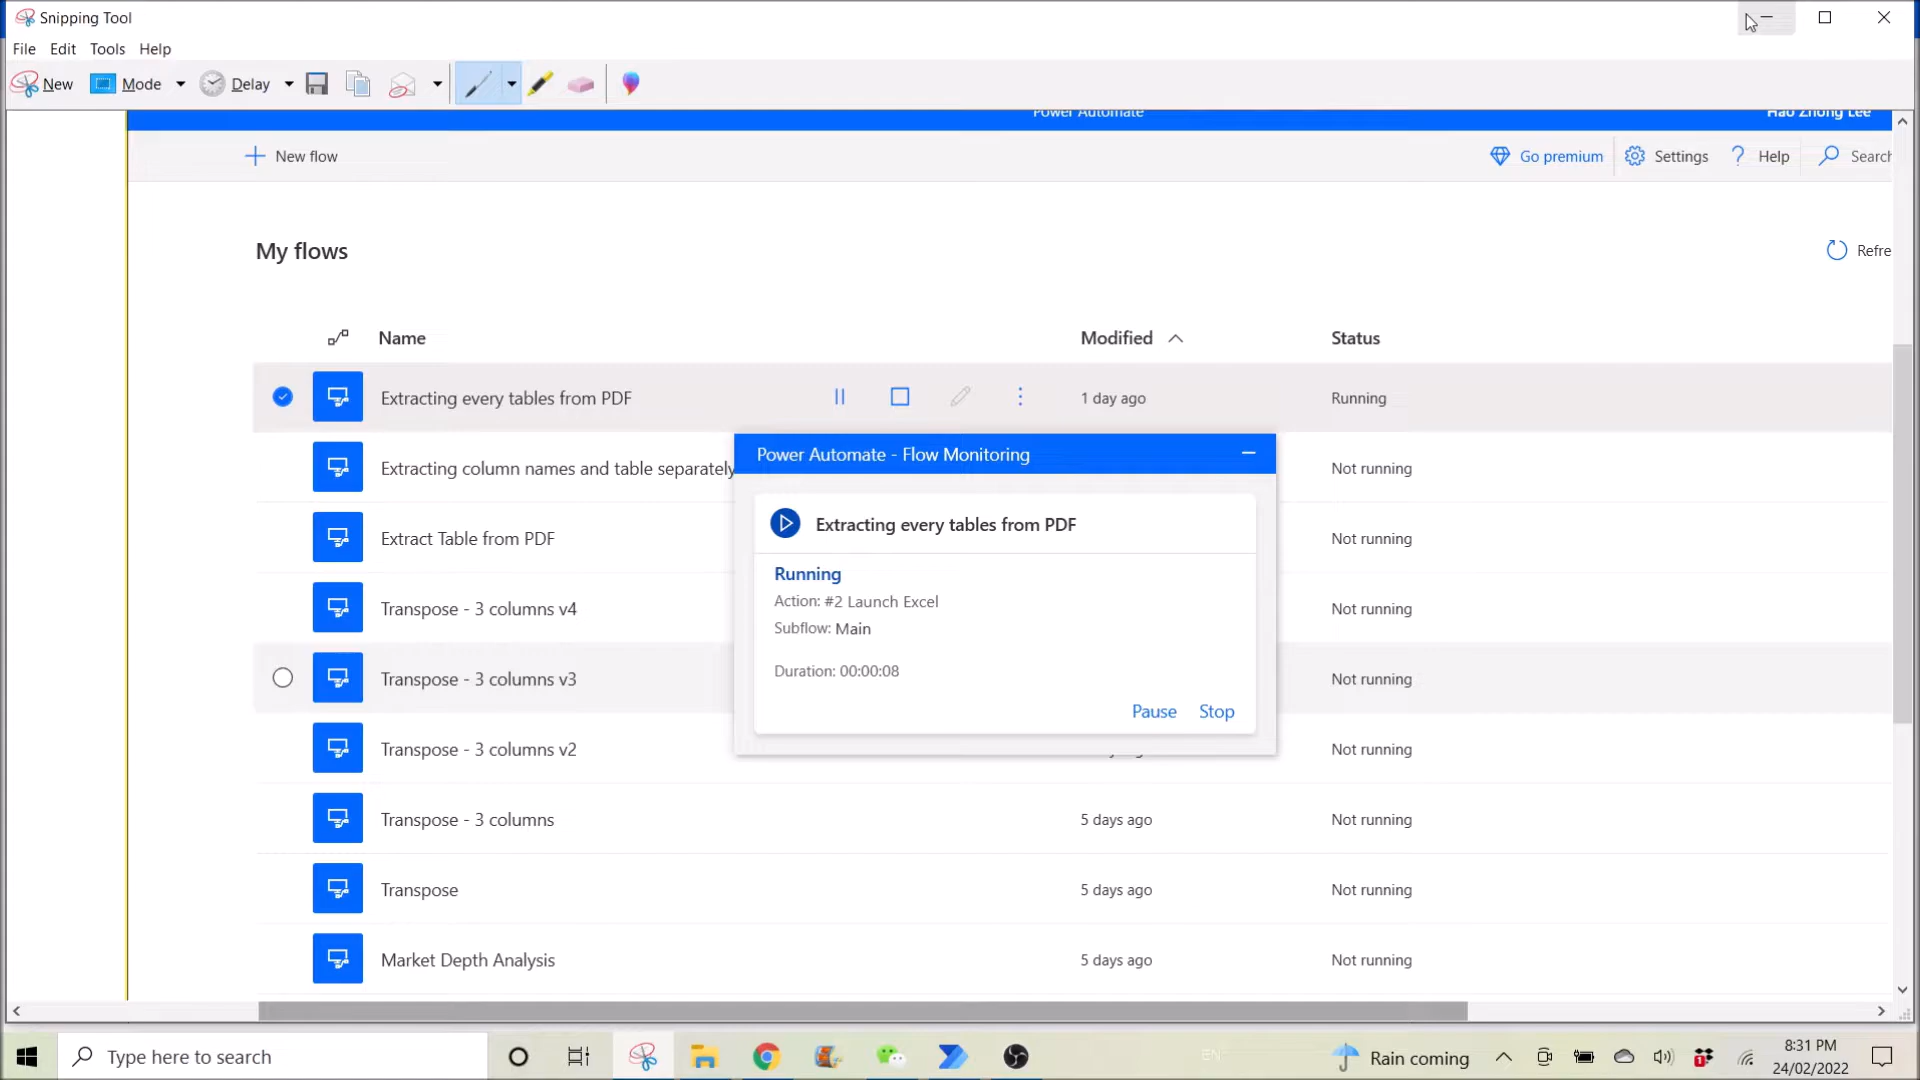 Snipping Tool
File Edit Tools Help
New Mode Delay
Power Automate Hao Zhong Lee
New flow Go premium Settings Help Search
My flows Refre
Name Modified Status
Extracting every tables from PDF 1 day ago Running
Power Automate - Flow Monitoring
Extracting column names and table separately Not running
Extracting every tables from PDF
Extract Table from PDF Not running
Running
Action: #2 Launch Excel
Transpose - 3 columns v4 Not running
Subflow: Main
Duration: 00:00:08
Transpose - 3 columns v3 Not running
Pause Stop
Transpose - 3 columns v2 Not running
Transpose - 3 columns 5 days ago Not running
Transpose 5 days ago Not running
Market Depth Analysis 5 days ago Not running
Type here to search EN Rain coming 1 8:31 PM
24/02/2022